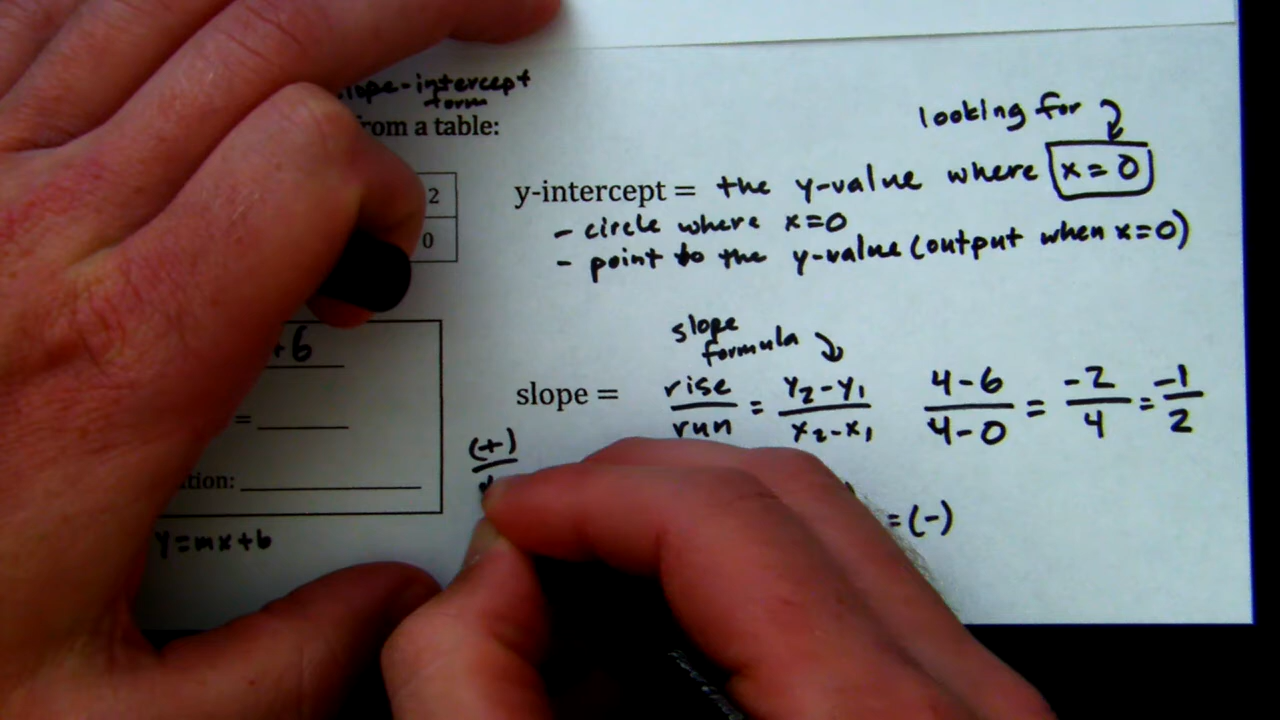 slope-intercept
form
from a table:
looking for
y-intercept = the y-value where x=0
- circle where x=0
- point to the y-value (output when x=0)
2
0
+6
slope formula
slope = rise/run = y₂-y₁/x₂-x₁ 4-6/4-0 = -2/4 = -1/2
=
(+)
=(-)
y=mx+b